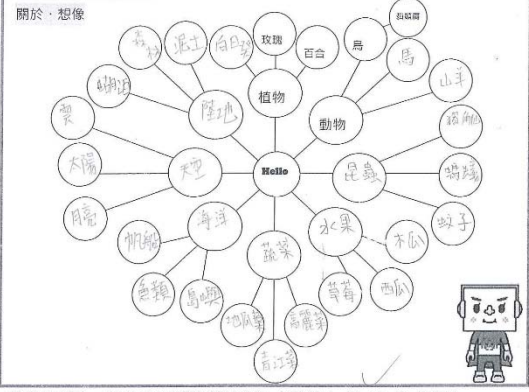 關於．想像
Hello
植物
玫瑰
百合
向日葵
動物
鳥
馬
山羊
昆蟲
螞蟻
蚊子
水果
木瓜
西瓜
草莓
蔬菜
高麗菜
青江菜
地瓜葉
海洋
島嶼
魚類
帆船
天空
月亮
太陽
雲
陸地
湖泊
森林
泥土